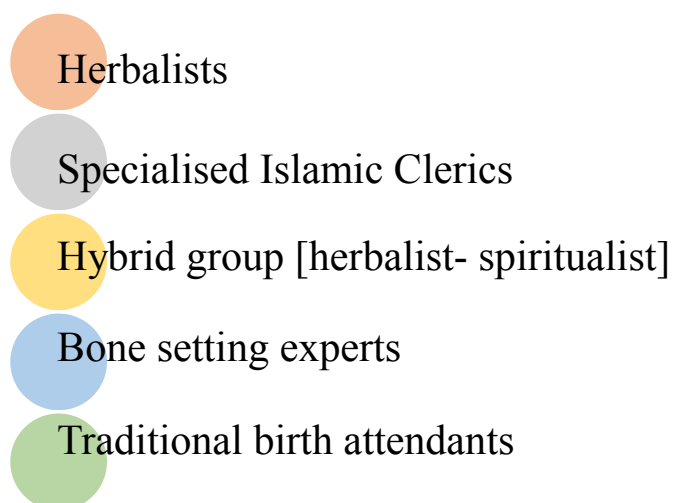 Herbalists
Specialised Islamic Clerics
Hybrid group [herbalist- spiritualist]
Bone setting experts
Traditional birth attendants